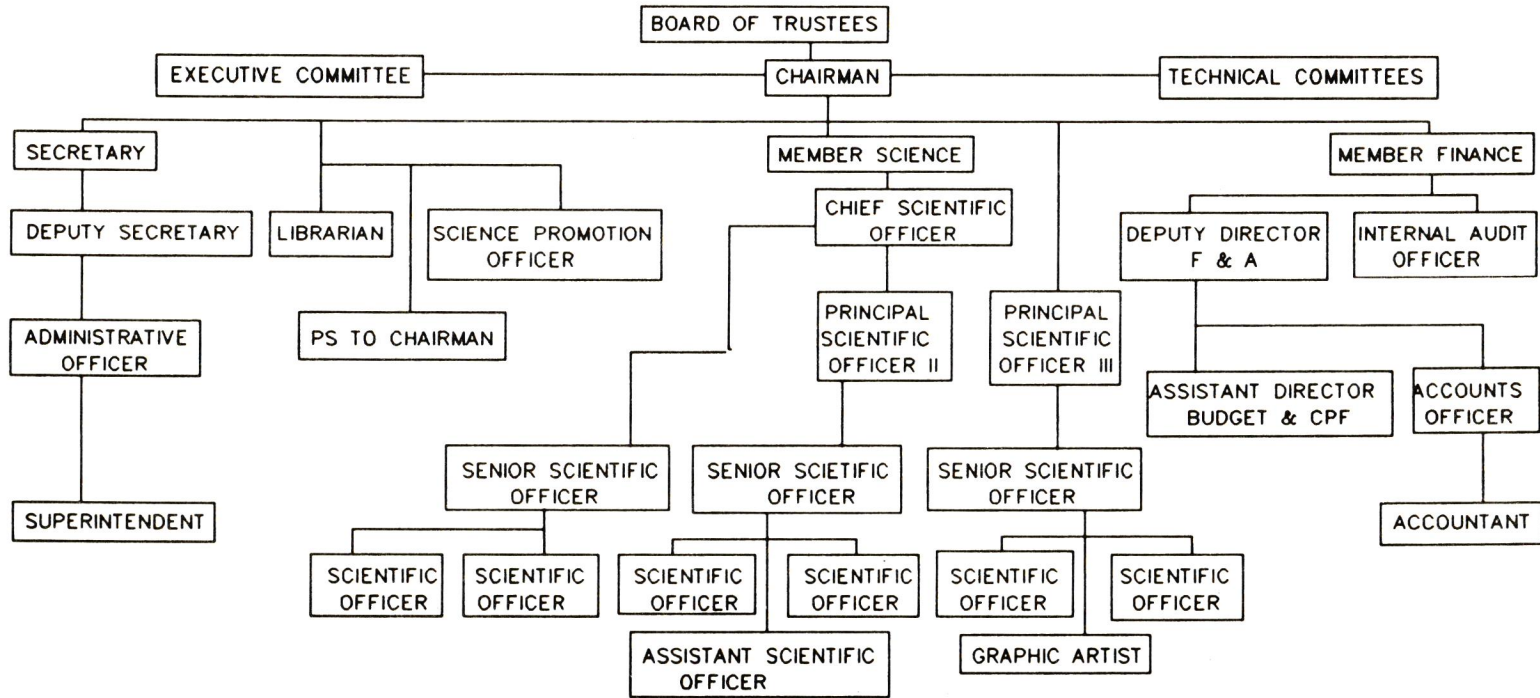 BOARD OF TRUSTEES
EXECUTIVE COMMITTEE
CHAIRMAN
TECHNICAL COMMITTEES
SECRETARY
MEMBER SCIENCE
MEMBER FINANCE
DEPUTY SECRETARY
LIBRARIAN
SCIENCE PROMOTION
OFFICER
CHIEF SCIENTIFIC
OFFICER
DEPUTY DIRECTOR
F & A
INTERNAL AUDIT
OFFICER
ADMINISTRATIVE
OFFICER
PS TO CHAIRMAN
PRINCIPAL
SCIENTIFIC
OFFICER II
PRINCIPAL
SCIENTIFIC
OFFICER III
ASSISTANT DIRECTOR
BUDGET & CPF
ACCOUNTS
OFFICER
SENIOR SCIENTIFIC
OFFICER
SENIOR SCIETIFIC
OFFICER
SENIOR SCIENTIFIC
OFFICER
SUPERINTENDENT
ACCOUNTANT
SCIENTIFIC
OFFICER
SCIENTIFIC
OFFICER
SCIENTIFIC
OFFICER
SCIENTIFIC
OFFICER
SCIENTIFIC
OFFICER
SCIENTIFIC
OFFICER
ASSISTANT SCIENTIFIC
OFFICER
GRAPHIC ARTIST